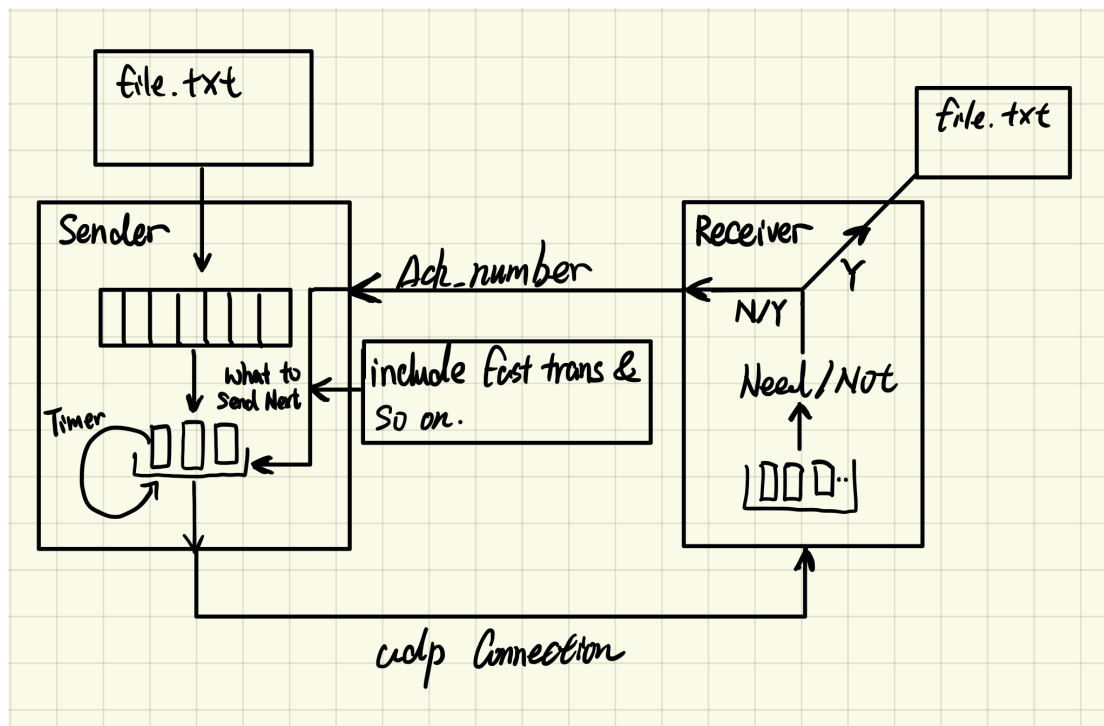 file.txt
file.txt
Sender
Receiver
Ack_number
Y
N/Y
include Fast trans &
so on.
What to
Send Next
Need/Not
Timer
udp Connection